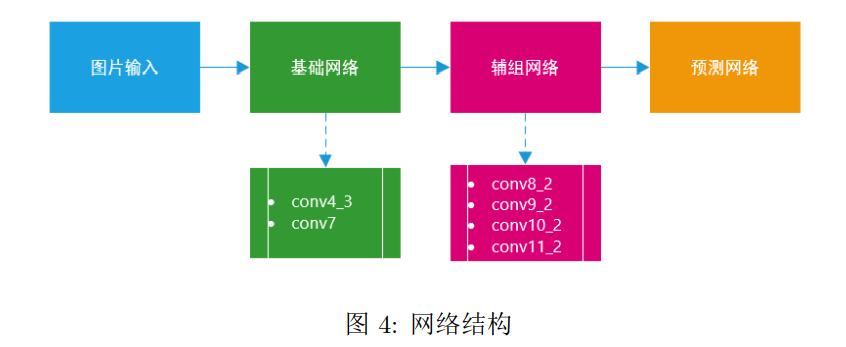 图片输入
基础网络
辅组网络
预测网络
• conv4_3
• conv7
• conv8_2
• conv9_2
• conv10_2
• conv11_2
图 4: 网络结构